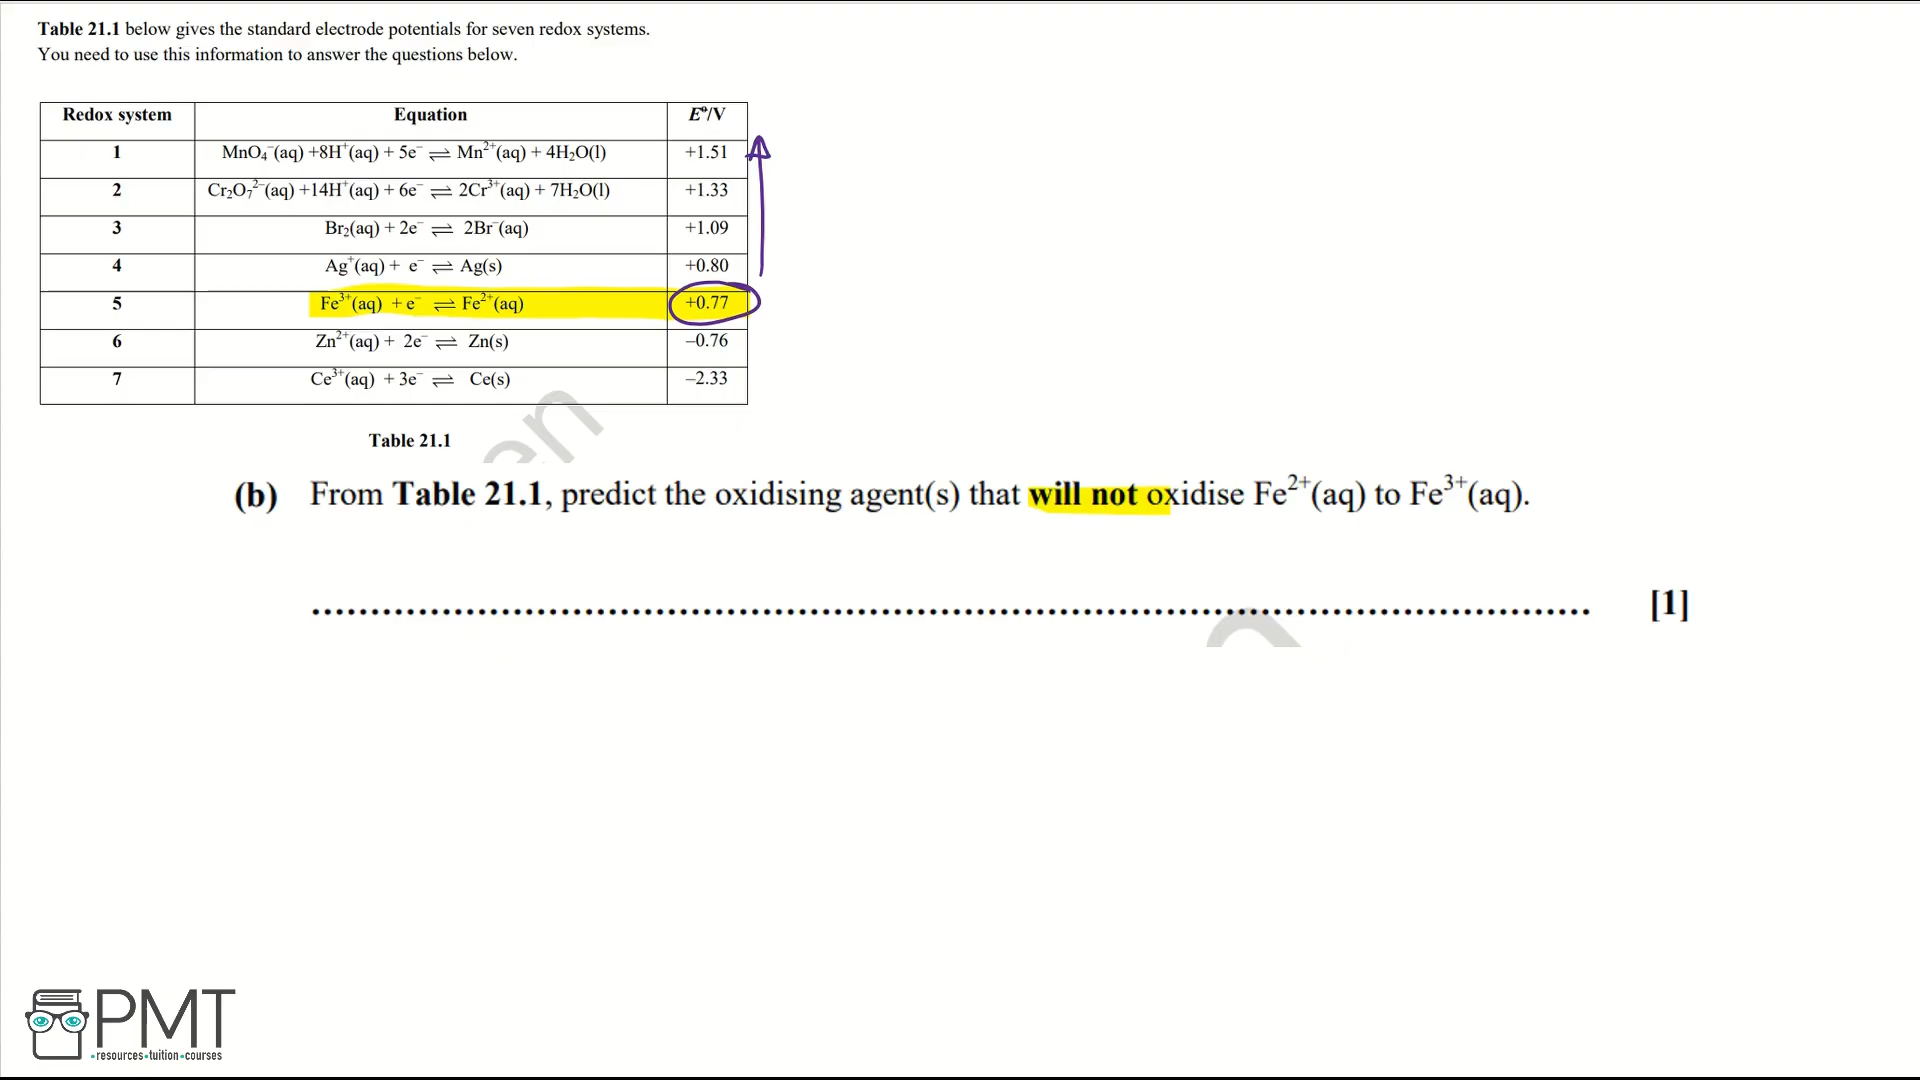 Table 21.1 below gives the standard electrode potentials for seven redox systems.
You need to use this information to answer the questions below.
Redox system Equation E⦵/V
1 MnO₄⁻(aq) +8H⁺(aq) + 5e⁻ ⇌ Mn²⁺(aq) + 4H₂O(l) +1.51
2 Cr₂O₇²⁻(aq) +14H⁺(aq) + 6e⁻ ⇌ 2Cr³⁺(aq) + 7H₂O(l) +1.33
3 Br₂(aq) + 2e⁻ ⇌ 2Br⁻(aq) +1.09
4 Ag⁺(aq) + e⁻ ⇌ Ag(s) +0.80
5 Fe³⁺(aq) + e⁻ ⇌ Fe²⁺(aq) +0.77
6 Zn²⁺(aq) + 2e⁻ ⇌ Zn(s) –0.76
7 Ce³⁺(aq) + 3e⁻ ⇌ Ce(s) –2.33
Table 21.1
(b) From Table 21.1, predict the oxidising agent(s) that will not oxidise Fe²⁺(aq) to Fe³⁺(aq).
[1]
PMT
•resources•tuition•courses